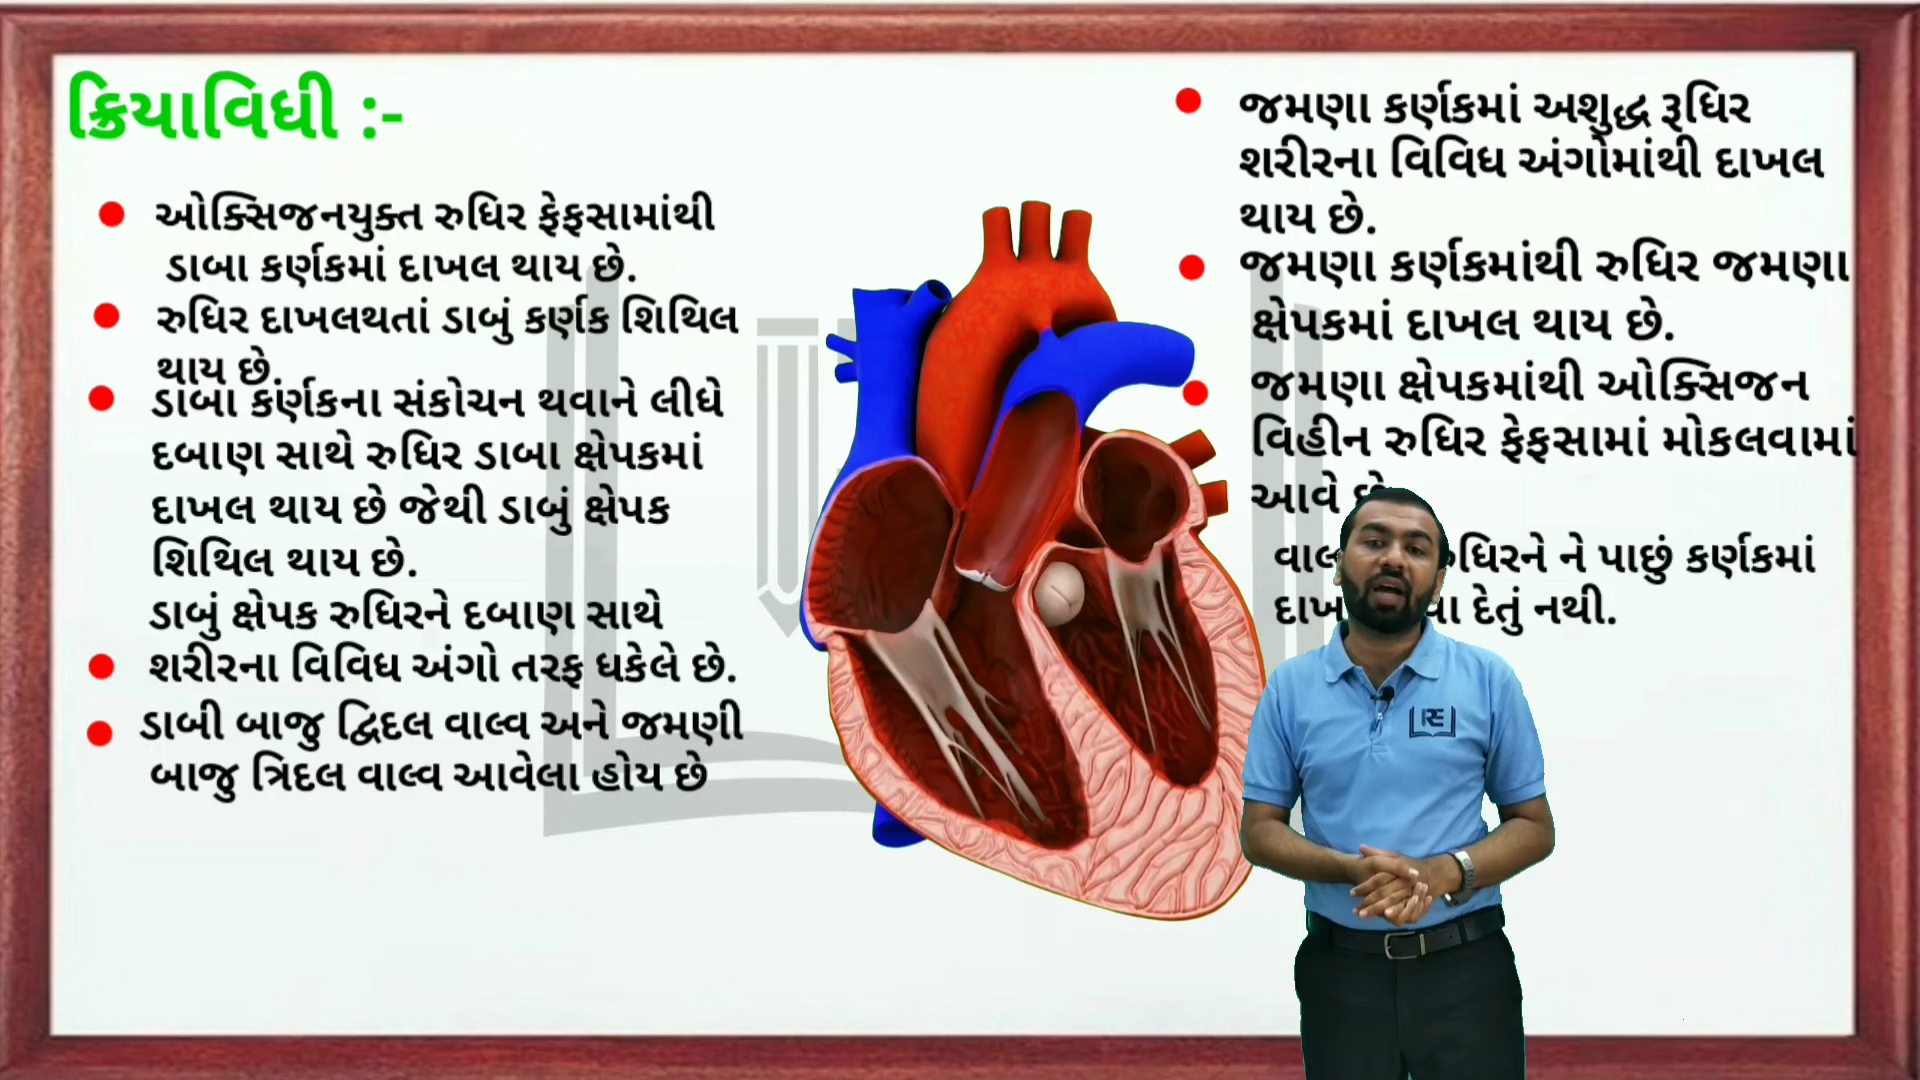 ક્રિયાવિધી :-
ઓક્સિજનયુક્ત રુધિર ફેફસામાંથી
ડાબા કર્ણકમાં દાખલ થાય છે.
રુધિર દાખલથતાં ડાબું કર્ણક શિથિલ
થાય છે.
ડાબા કર્ણકના સંકોચન થવાને લીધે
દબાણ સાથે રુધિર ડાબા ક્ષેપકમાં
દાખલ થાય છે જેથી ડાબું ક્ષેપક
શિથિલ થાય છે.
ડાબું ક્ષેપક રુધિરને દબાણ સાથે
શરીરના વિવિધ અંગો તરફ ધકેલે છે.
ડાબી બાજુ દ્વિદલ વાલ્વ અને જમણી
બાજુ ત્રિદલ વાલ્વ આવેલા હોય છે
જમણા કર્ણકમાં અશુદ્ધ રૂધિર
શરીરના વિવિધ અંગોમાંથી દાખલ
થાય છે.
જમણા કર્ણકમાંથી રુધિર જમણા
ક્ષેપકમાં દાખલ થાય છે.
જમણા ક્ષેપકમાંથી ઓક્સિજન
વિહીન રુધિર ફેફસામાં મોકલવામાં
આવે
ને પાછું કર્ણકમાં
દેતું નથી.
RE